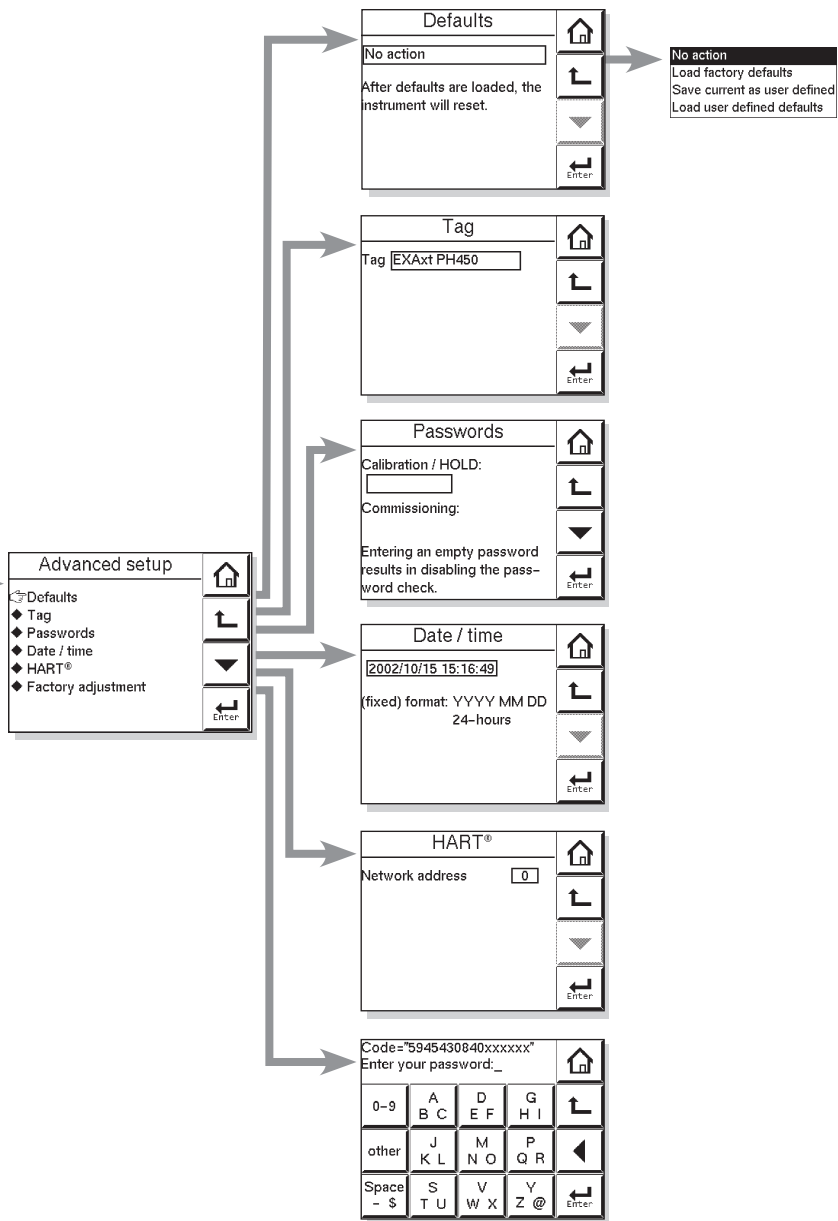 Defaults
No action
After defaults are loaded, the
instrument will reset.
Enter
No action
Load factory defaults
Save current as user defined
Load user defined defaults
Tag
Tag EXAxt PH450
Enter
Passwords
Calibration / HOLD:
Commissioning:
Entering an empty password
results in disabling the pass-
word check.
Enter
Advanced setup
Defaults
Tag
Passwords
Date / time
HART®
Factory adjustment
Enter
Date / time
2002/10/15 15:16:49
(fixed) format: YYYY MM DD
24-hours
Enter
HART®
Network address 0
Enter
Code="5945430840xxxxxx"
Enter your password:_
0-9 A D G
B C E F H I
other J M P
K L N O Q R
Space S V Y
- $ T U W X Z @
Enter